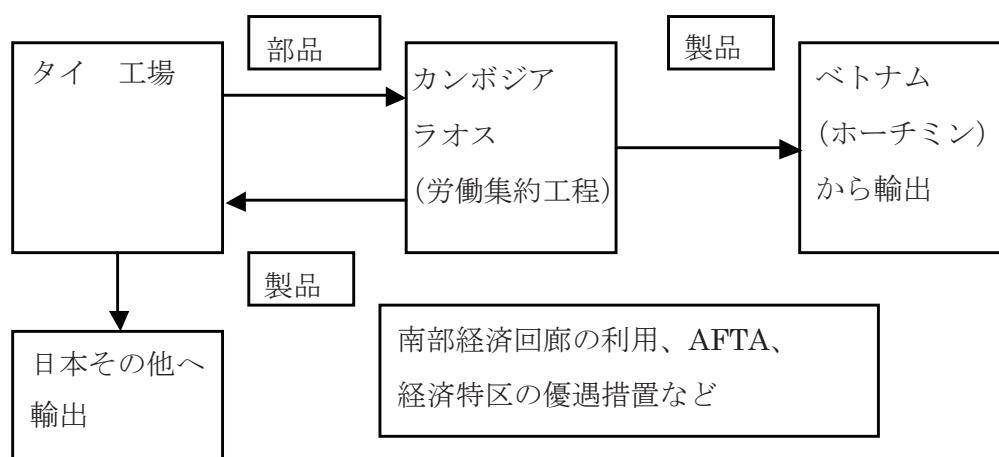 部品
製品
タイ　工場
カンボジア
ラオス
(労働集約工程)
ベトナム
(ホーチミン)
から輸出
製品
日本その他へ
輸出
南部経済回廊の利用、AFTA、
経済特区の優遇措置など